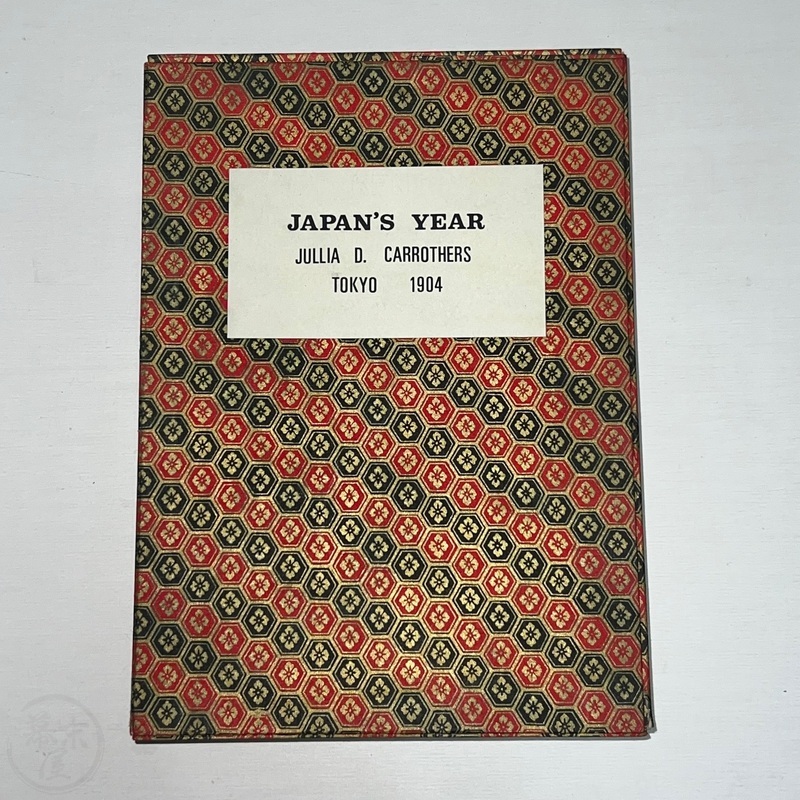 JAPAN'S YEAR
JULLIA D. CARROTHERS
TOKYO 1904